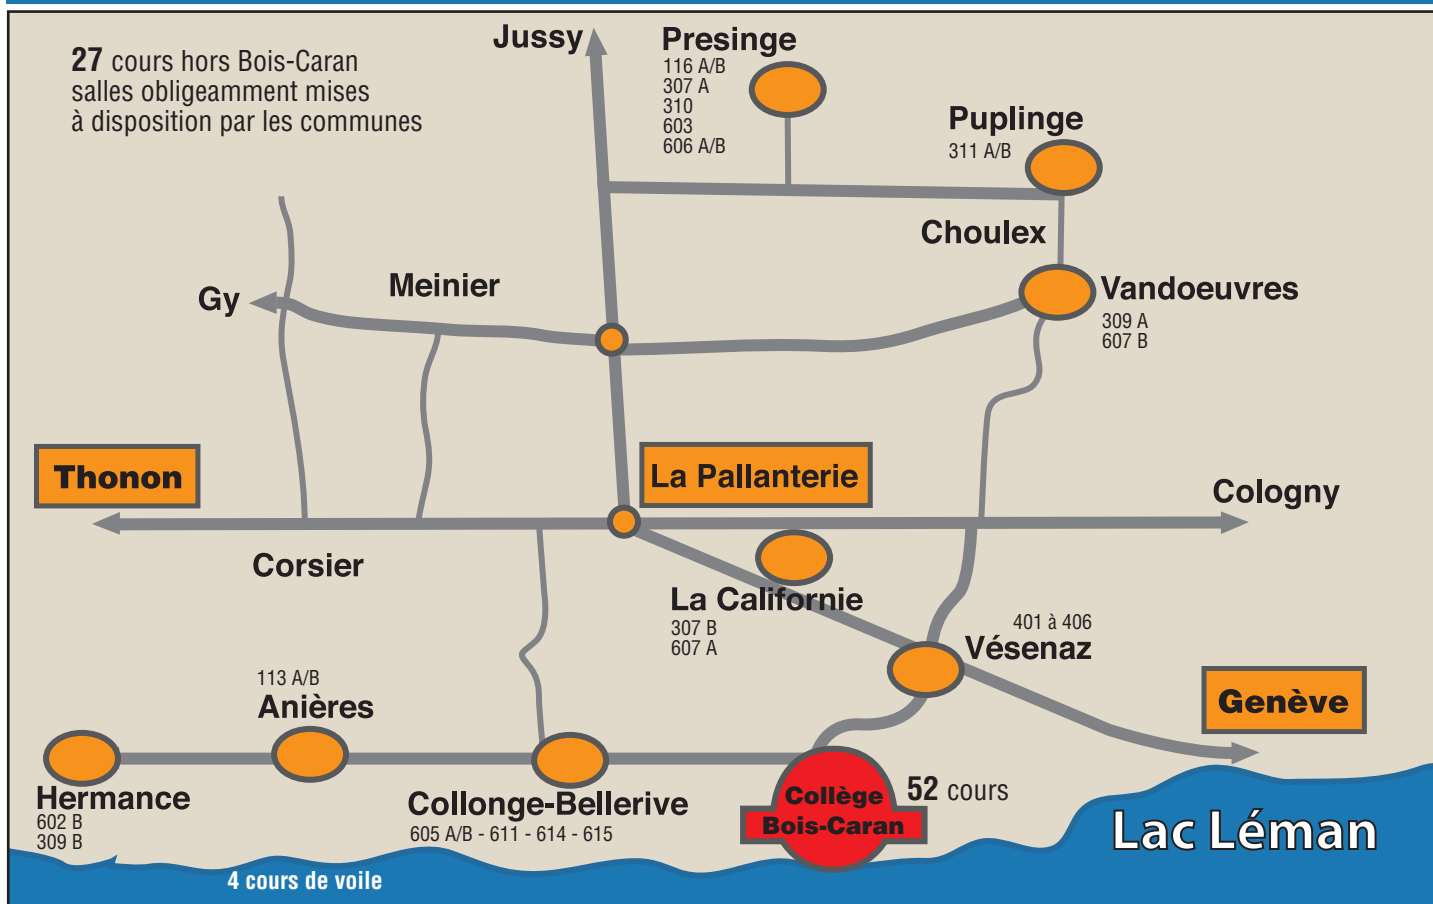 27 cours hors Bois-Caran
salles obligeamment mises
à disposition par les communes
Jussy
Presinge
116 A/B
307 A
310
603
606 A/B
Puplinge
311 A/B
Choulex
Gy
Meinier
Vandoeuvres
309 A
607 B
Thonon
La Pallanterie
Cologny
Corsier
La Californie
307 B
607 A
401 à 406
Vésenaz
Genève
113 A/B
Anières
Hermance
602 B
309 B
Collonge-Bellerive
605 A/B - 611 - 614 - 615
Collège
Bois-Caran
52 cours
Lac Léman
4 cours de voile